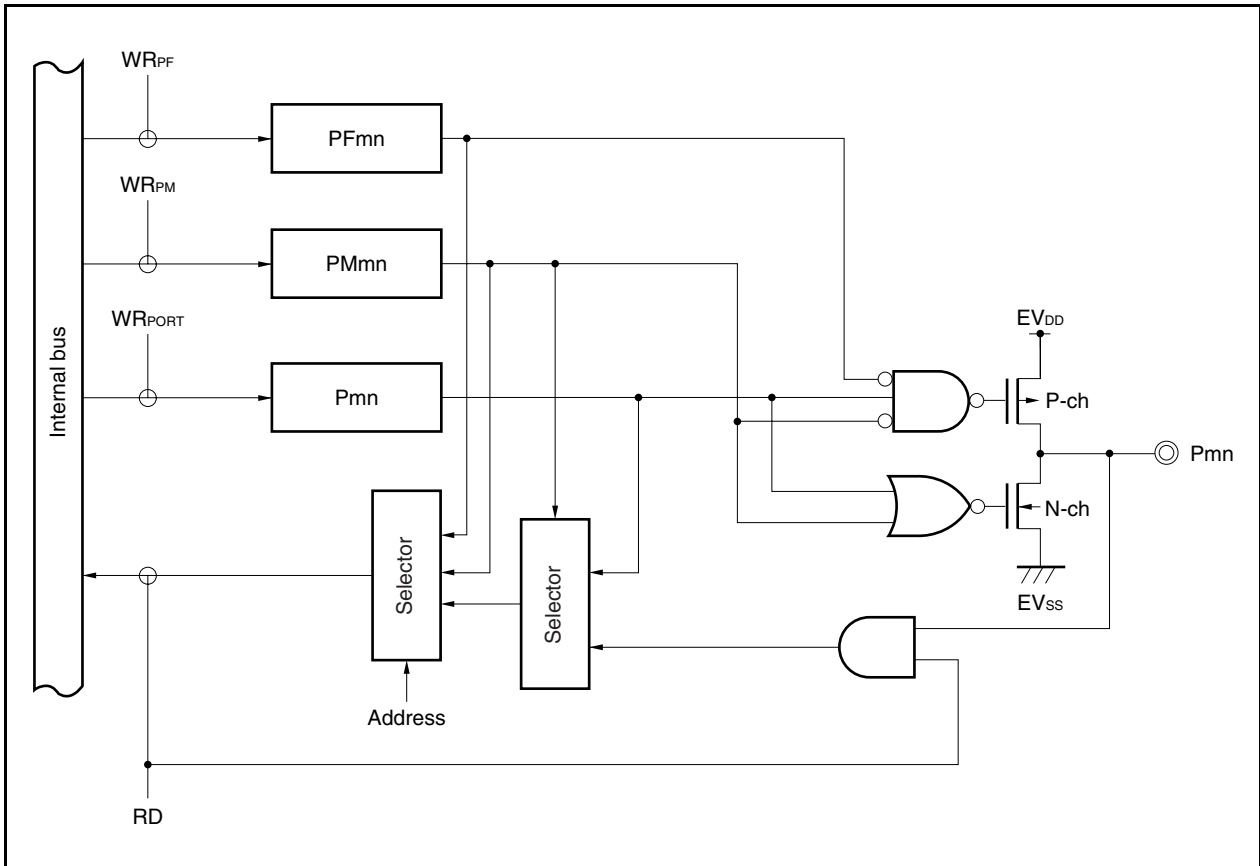 WRPF
PFmn
WRPM
PMmn
WRPORT
Pmn
Internal bus
EVDD
P-ch
Pmn
N-ch
EVSS
Selector
Selector
Address
RD